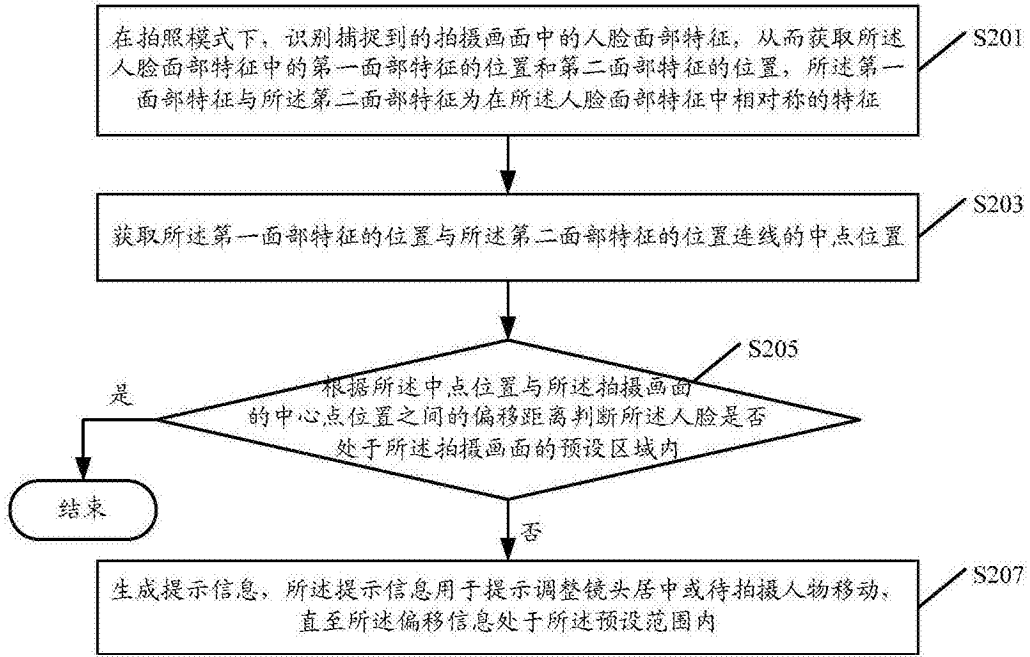 在拍照模式下，识别捕捉到的拍摄画面中的人脸面部特征，从而获取所述
人脸面部特征中的第一面部特征的位置和第二面部特征的位置，所述第一
面部特征与所述第二面部特征为在所述人脸面部特征中相对称的特征
S201
获取所述第一面部特征的位置与所述第二面部特征的位置连线的中点位置
S203
S205
根据所述中点位置与所述拍摄画面
的中心点位置之间的偏移距离判断所述人脸是否
处于所述拍摄画面的预设区域内
是
结束
否
生成提示信息，所述提示信息用于提示调整镜头居中或待拍摄人物移动，
直至所述偏移信息处于所述预设范围内
S207